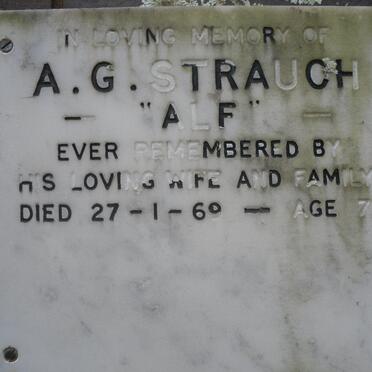 IN LOVING MEMORY OF
A. G. STRAUCH
— "ALF" —
EVER REMEMBERED BY
HIS LOVING WIFE AND FAMILY
DIED 27-1-69 — AGE 7